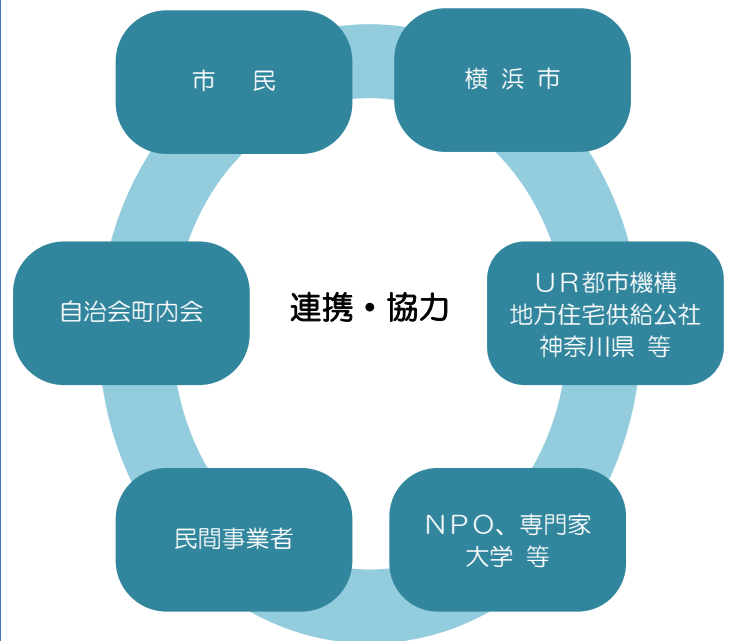 市 民
横 浜 市
自治会町内会
連携・協力
ＵＲ都市機構
地方住宅供給公社
神奈川県 等
民間事業者
ＮＰＯ、専門家
大学 等